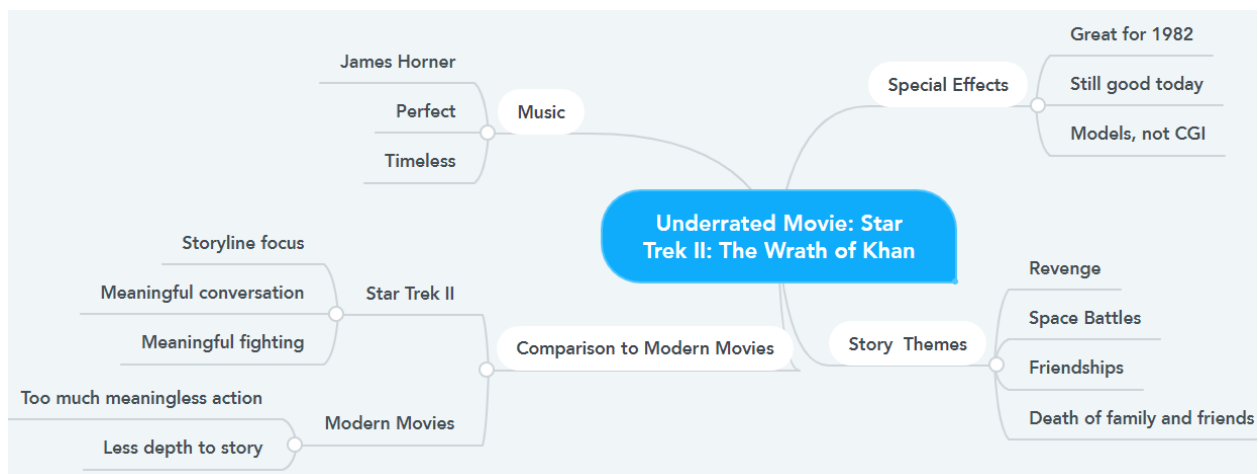 Underrated Movie: Star
Trek II: The Wrath of Khan
Music
James Horner
Perfect
Timeless
Special Effects
Great for 1982
Still good today
Models, not CGI
Comparison to Modern Movies
Star Trek II
Storyline focus
Meaningful conversation
Meaningful fighting
Modern Movies
Too much meaningless action
Less depth to story
Story Themes
Revenge
Space Battles
Friendships
Death of family and friends